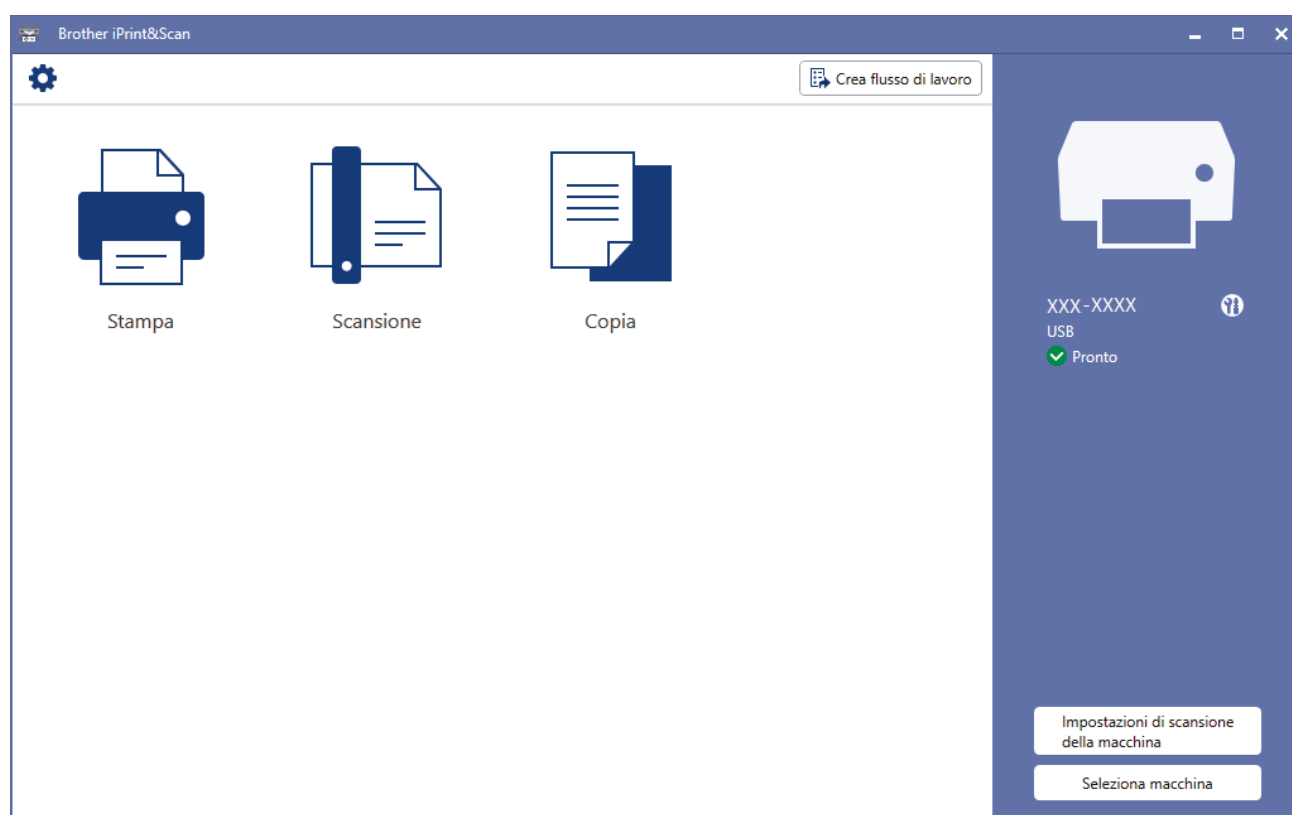 Brother iPrint&Scan
Crea flusso di lavoro
Stampa
Scansione
Copia
XXX-XXXX
USB
Pronto
Impostazioni di scansione
della macchina
Seleziona macchina